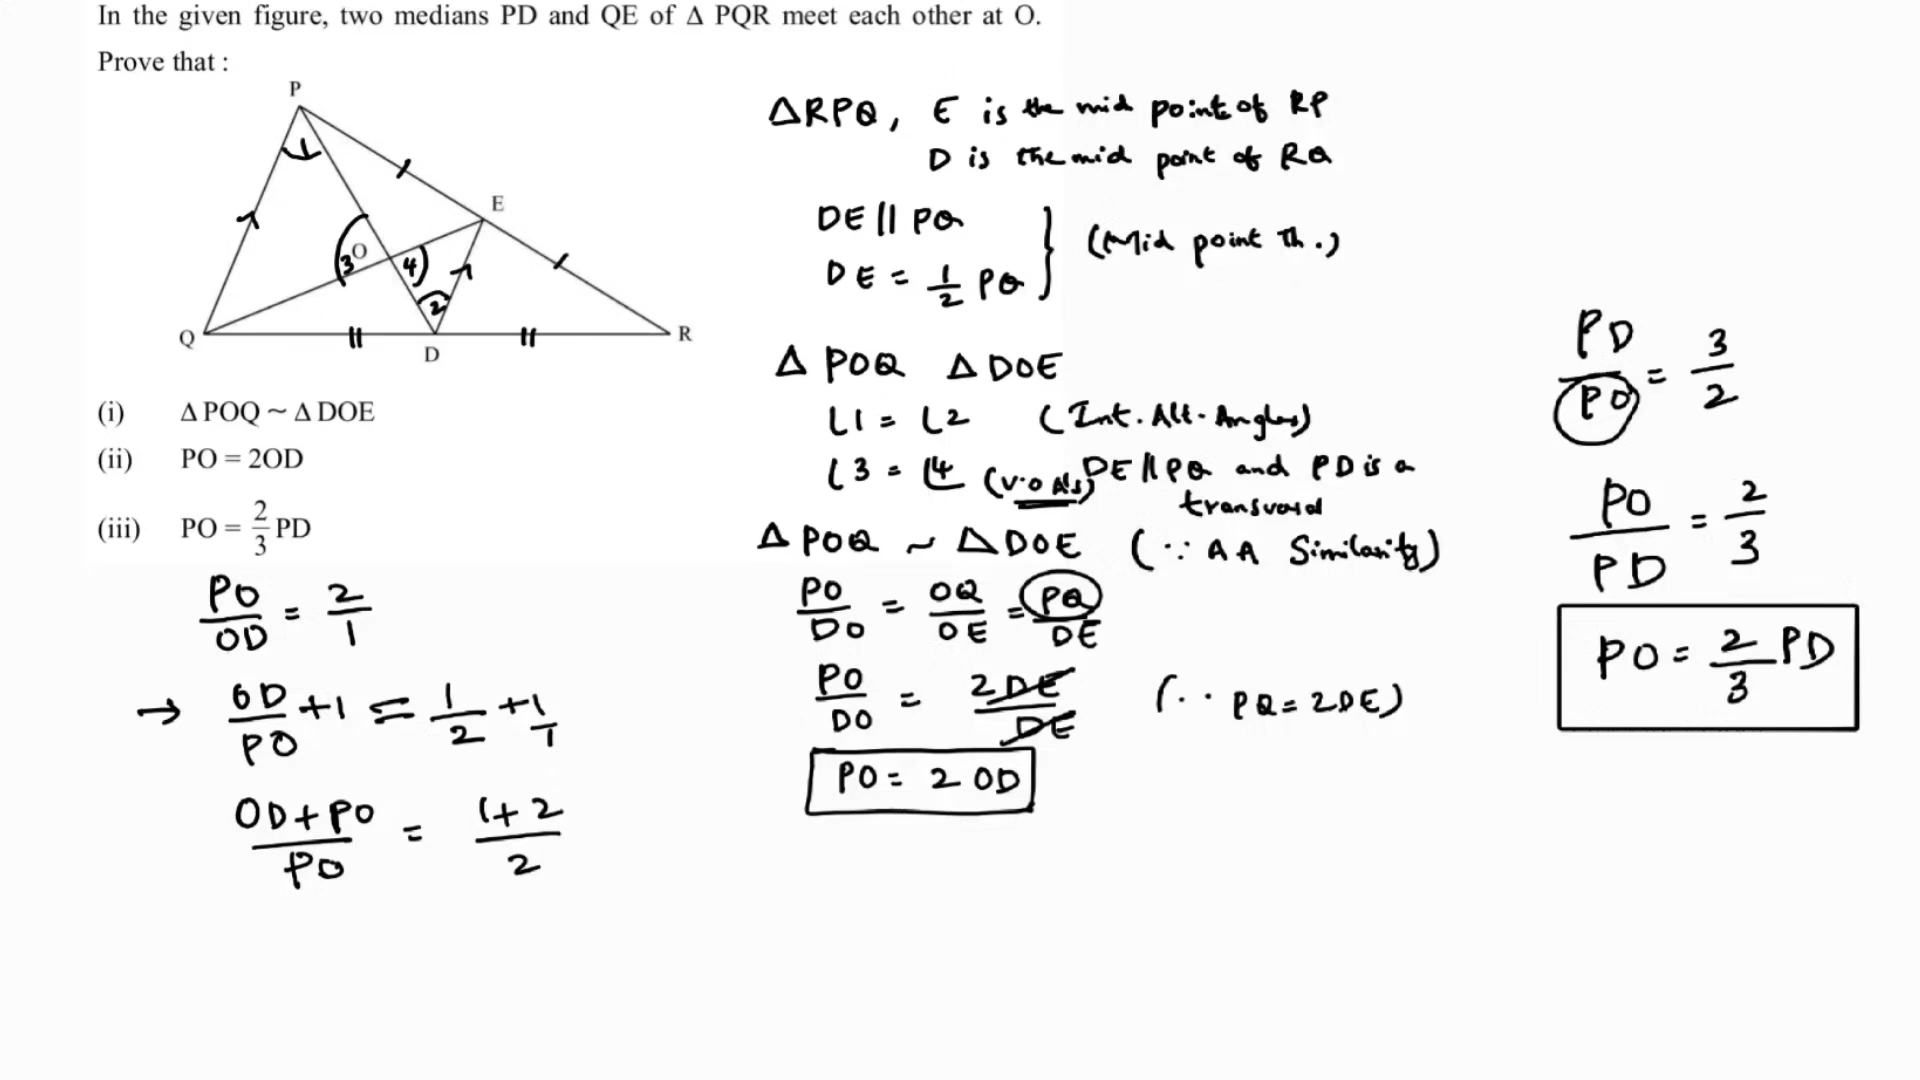 In the given figure, two medians PD and QE of Δ PQR meet each other at O.
Prove that :
P
E
O
Q
D
R
1
3
4
2
(i) Δ POQ ~ Δ DOE
(ii) PO = 2OD
(iii) PO = 2/3 PD
PO/OD = 2/1
→ OD/PO + 1 = 1/2 + 1/1
OD + PO / PO = 1 + 2 / 2
ΔRPQ, E is the mid point of RP
D is the mid point of RQ
DE || PQ
DE = 1/2 PQ } (Mid point Th.)
Δ POQ Δ DOE
∠1 = ∠2 (Int. Alt. Angles)
∠3 = ∠4 (V.O A's) DE || PQ and PD is a
transversal
Δ POQ ~ Δ DOE (∵ AA Similarity)
PO/DO = OQ/OE = PQ/DE
PO/DO = 2DE/DE (∵ PQ = 2DE)
PO = 2 OD
PD/PO = 3/2
PO/PD = 2/3
PO = 2/3 PD